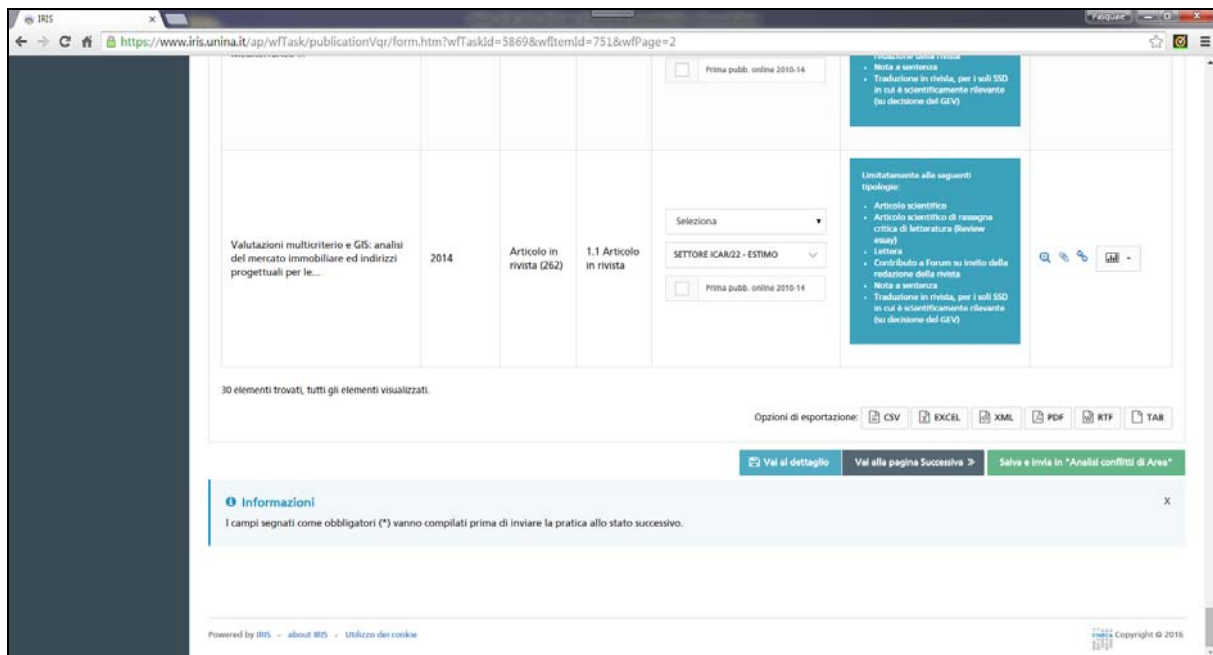 IRIS
Pasquale
https://www.iris.unina.it/ap/wfTask/publicationVqr/form.htm?wfTaskId=5869&wfItemId=751&wfPage=2
Prima pubb. online 2010-14
redazione della rivista
Nota a sentenza
Traduzione in rivista, per i soli SSD
in cui è scientificamente rilevante
(su decisione del GEV)
Valutazioni multicriterio e GIS: analisi
del mercato immobiliare ed indirizzi
progettuali per le...
2014
Articolo in
rivista (262)
1.1 Articolo
in rivista
Seleziona
SETTORE ICAR/22 - ESTIMO
Prima pubb. online 2010-14
Limitatamente alle seguenti
tipologie:
Articolo scientifico
Articolo scientifico di rassegna
critica di letteratura (Review
essay)
Lettera
Contributo a Forum su invito della
redazione della rivista
Nota a sentenza
Traduzione in rivista, per i soli SSD
in cui è scientificamente rilevante
(su decisione del GEV)
30 elementi trovati, tutti gli elementi visualizzati.
Opzioni di esportazione: CSV EXCEL XML PDF RTF TAB
Vai al dettaglio Vai alla pagina Successiva » Salva e invia in "Analisi conflitti di Area"
Informazioni X
I campi segnati come obbligatori (*) vanno compilati prima di inviare la pratica allo stato successivo.
Powered by IRIS - about IRIS - Utilizzo dei cookie
Copyright © 2016